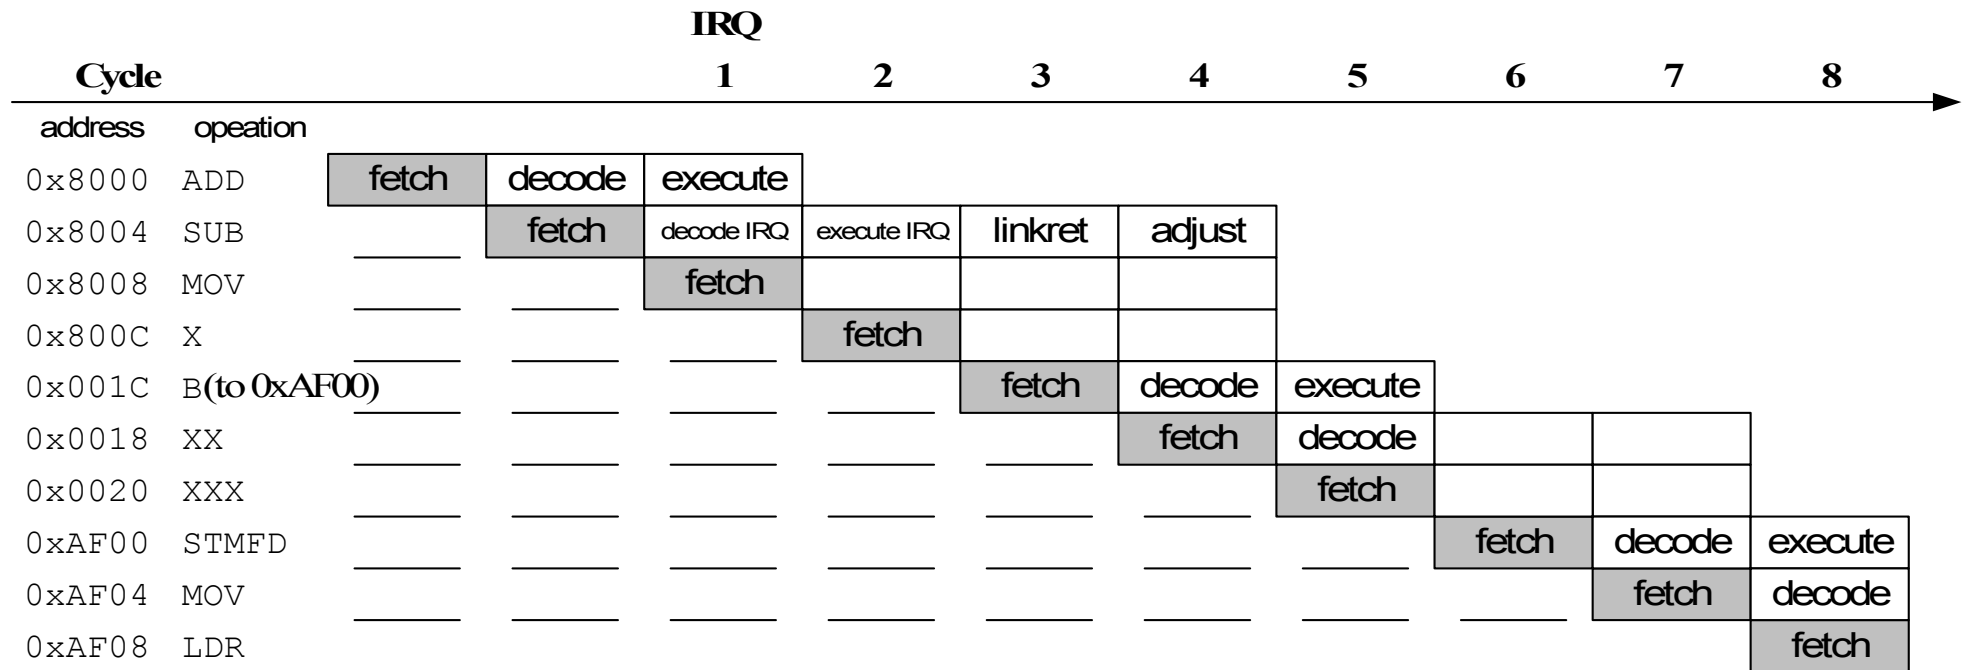 IRQ
Cycle 1 2 3 4 5 6 7 8
address opeation
0x8000 ADD fetch decode execute
0x8004 SUB fetch decode IRQ execute IRQ linkret adjust
0x8008 MOV fetch
0x800C X fetch
0x001C B(to 0xAF00) fetch decode execute
0x0018 XX fetch decode
0x0020 XXX fetch
0xAF00 STMFD fetch decode execute
0xAF04 MOV fetch decode
0xAF08 LDR fetch